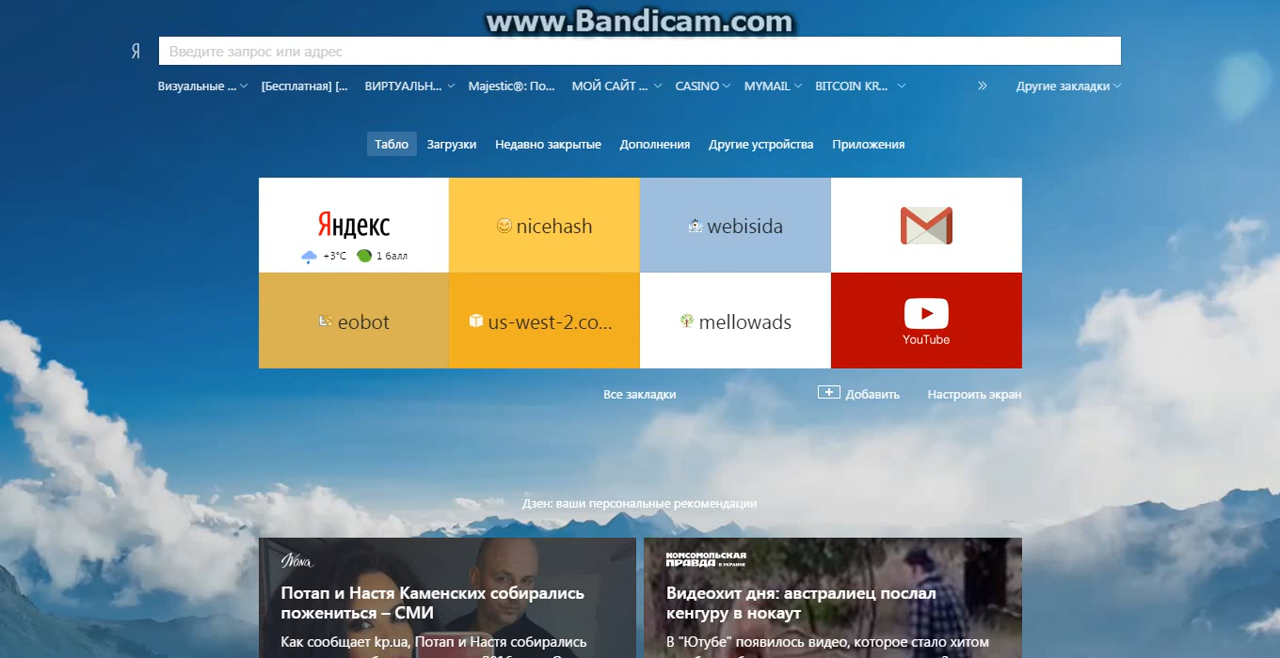 www.Bandicam.com
Я Введите запрос или адрес
Визуальные ... [Бесплатная] [... ВИРТУАЛЬН... Majestic®: По... МОЙ САЙТ ... CASINO MYMAIL BITCOIN KR... » Другие закладки
Табло Загрузки Недавно закрытые Дополнения Другие устройства Приложения
Яндекс nicehash webisida
+3°C 1 балл
eobot us-west-2.co... mellowads YouTube
Все закладки Добавить Настроить экран
Дзен: ваши персональные рекомендации
Nona
Потап и Настя Каменских собирались
пожениться – СМИ
Как сообщает kp.ua, Потап и Настя собирались
КОМСОМОЛЬСКАЯ
ПРАВДА В УКРАИНЕ
Видеохит дня: австралиец послал
кенгуру в нокаут
В "Ютубе" появилось видео, которое стало хитом